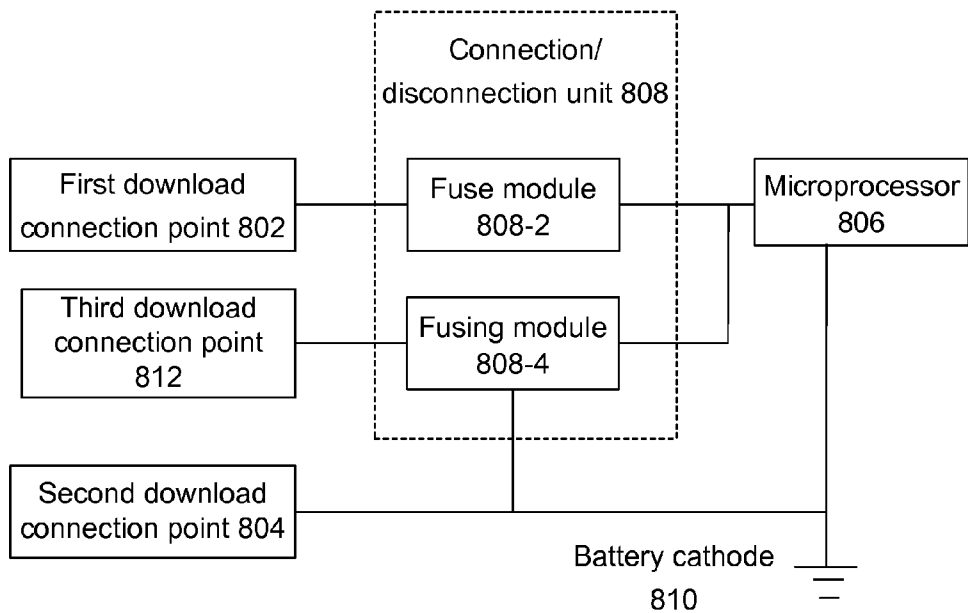 Connection/
disconnection unit 808
First download
connection point 802
Fuse module
808-2
Microprocessor
806
Third download
connection point
812
Fusing module
808-4
Second download
connection point 804
Battery cathode
810